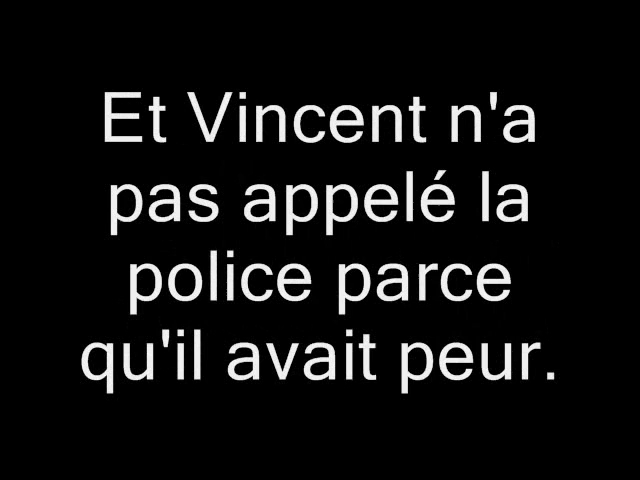 Et Vincent n'a
pas appelé la
police parce
qu'il avait peur.